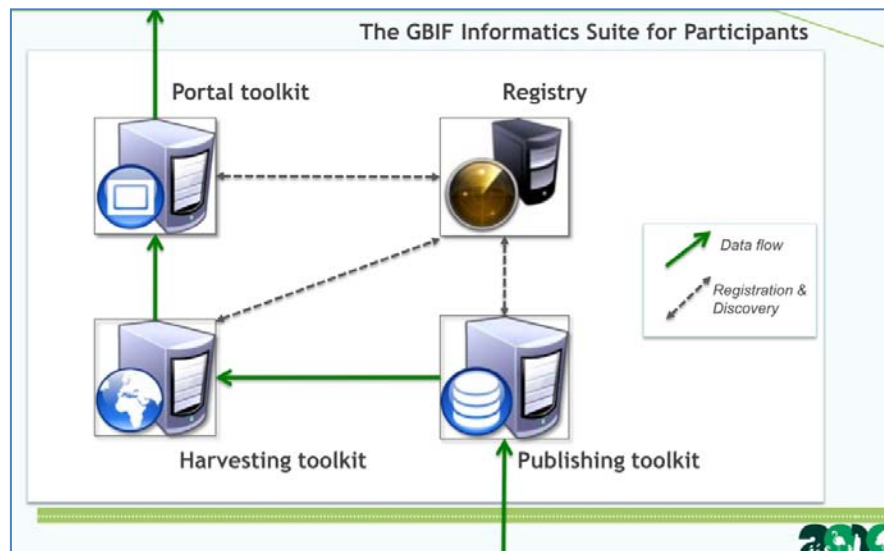 The GBIF Informatics Suite for Participants
Portal toolkit
Registry
Data flow
Registration &
Discovery
Harvesting toolkit
Publishing toolkit